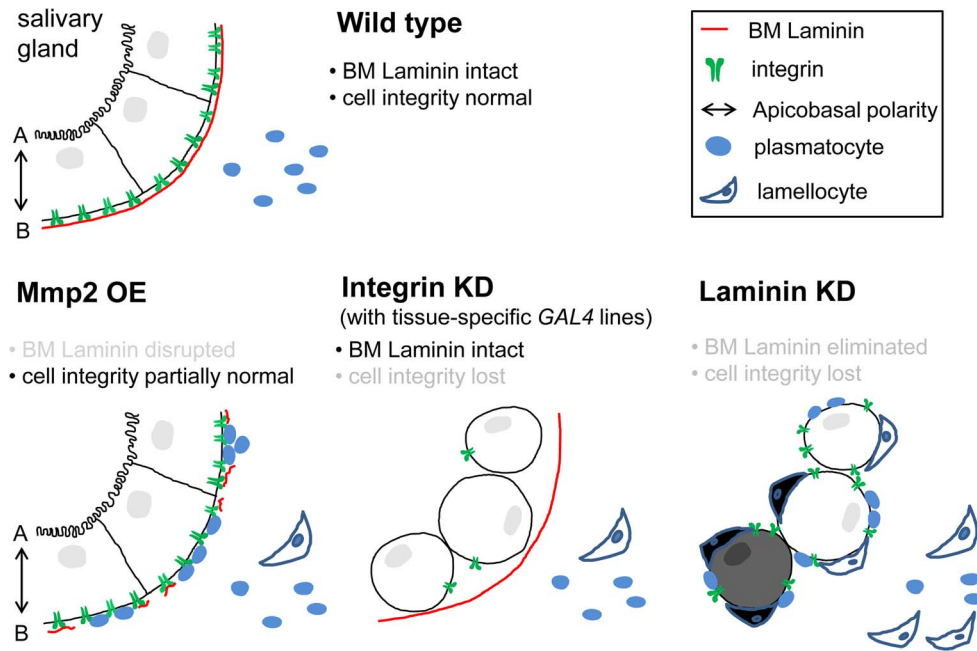 salivary
gland
Wild type
• BM Laminin intact
• cell integrity normal
A
B
BM Laminin
integrin
Apicobasal polarity
plasmatocyte
lamellocyte
Mmp2 OE
• BM Laminin disrupted
• cell integrity partially normal
A
B
Integrin KD
(with tissue-specific GAL4 lines)
• BM Laminin intact
• cell integrity lost
Laminin KD
• BM Laminin eliminated
• cell integrity lost